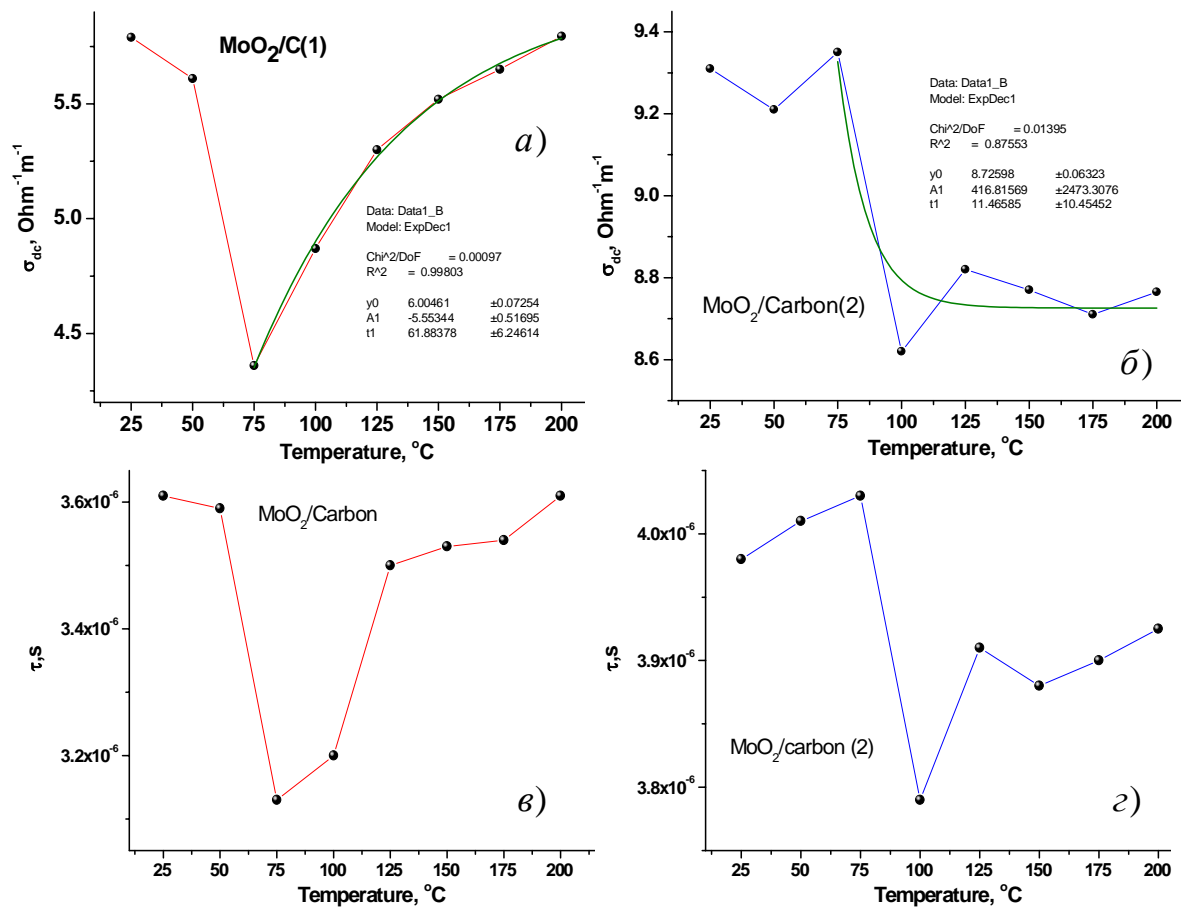 MoO2/C(1)
σdc, Ohm-1m-1
5.5
5.0
4.5
а)
Data: Data1_B
Model: ExpDec1
Chi^2/DoF = 0.00097
R^2 = 0.99803
y0 6.00461 ±0.07254
A1 -5.55344 ±0.51695
t1 61.88378 ±6.24614
25 50 75 100 125 150 175 200
Temperature, oC
σdc, Ohm-1m-1
9.4
9.2
9.0
8.8
8.6
Data: Data1_B
Model: ExpDec1
Chi^2/DoF = 0.01395
R^2 = 0.87553
y0 8.72598 ±0.06323
A1 416.81569 ±2473.3076
t1 11.46585 ±10.45452
MoO2/Carbon(2)
б)
25 50 75 100 125 150 175 200
Temperature, oC
τ,s
3.6x10-6
3.4x10-6
3.2x10-6
MoO2/Carbon
в)
25 50 75 100 125 150 175 200
Temperature, oC
τ,s
4.0x10-6
3.9x10-6
3.8x10-6
MoO2/carbon (2)
г)
25 50 75 100 125 150 175 200
Temperature, oC